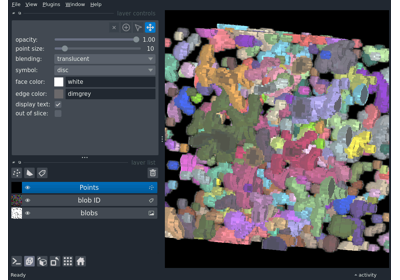 File View Plugins Window Help
layer controls
opacity: 1.00
point size: 10
blending: translucent
symbol: disc
face color: white
edge color: dimgrey
display text:
out of slice:
layer list
Points
blob ID
blobs
Ready
activity